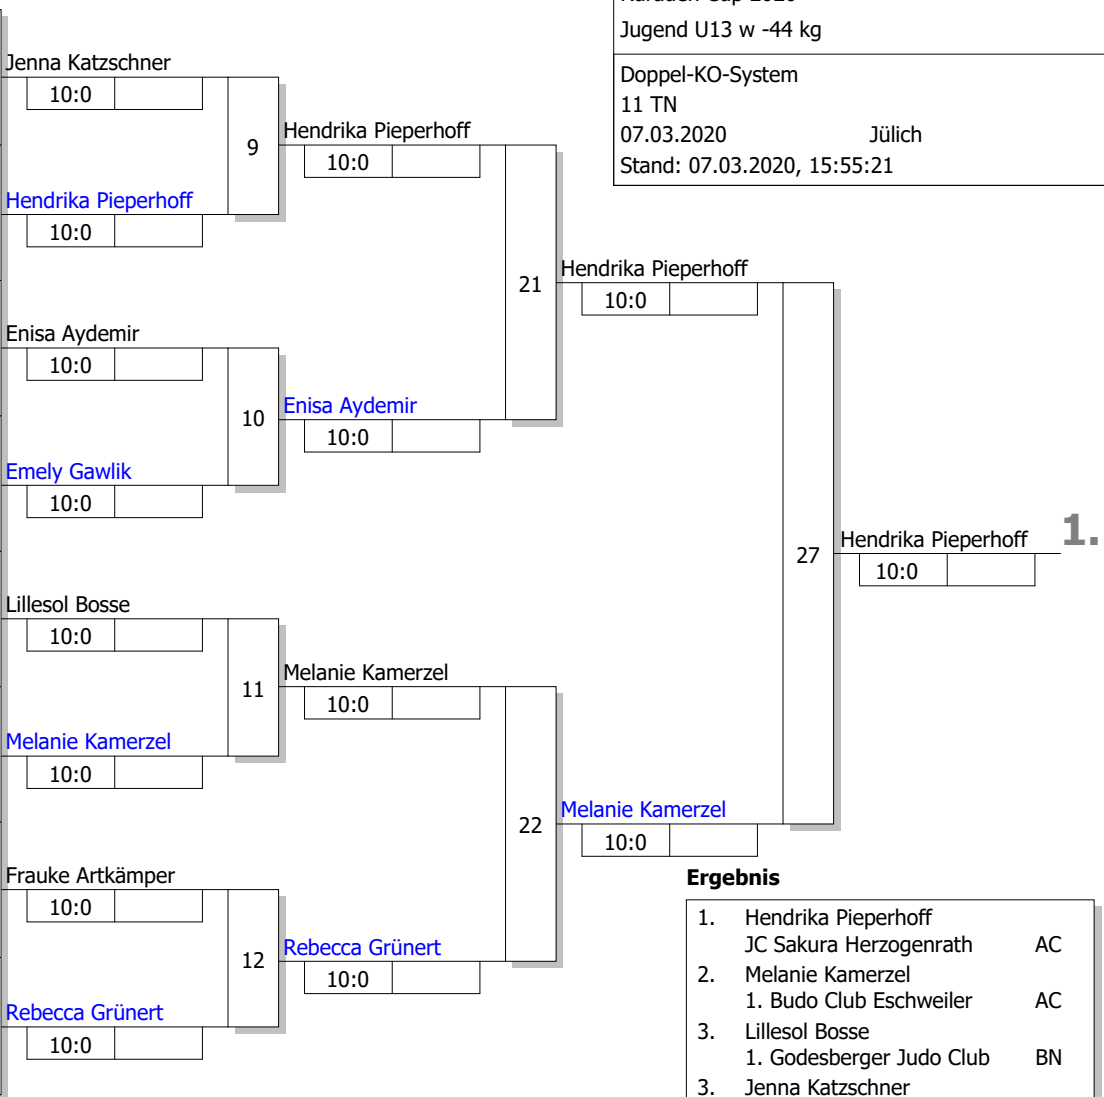 Jugend U13 w -44 kg
Doppel-KO-System
11 TN
07.03.2020 Jülich
Stand: 07.03.2020, 15:55:21
Jenna Katzschner
10:0
9
Hendrika Pieperhoff
10:0
Hendrika Pieperhoff
10:0
21
Hendrika Pieperhoff
10:0
Enisa Aydemir
10:0
10
Enisa Aydemir
10:0
Emely Gawlik
10:0
27
Hendrika Pieperhoff
10:0
1.
Lillesol Bosse
10:0
11
Melanie Kamerzel
10:0
Melanie Kamerzel
10:0
22
Melanie Kamerzel
10:0
Frauke Artkämper
10:0
12
Rebecca Grünert
10:0
Rebecca Grünert
10:0
Ergebnis
1. Hendrika Pieperhoff
JC Sakura Herzogenrath AC
2. Melanie Kamerzel
1. Budo Club Eschweiler AC
3. Lillesol Bosse
1. Godesberger Judo Club BN
3. Jenna Katzschner